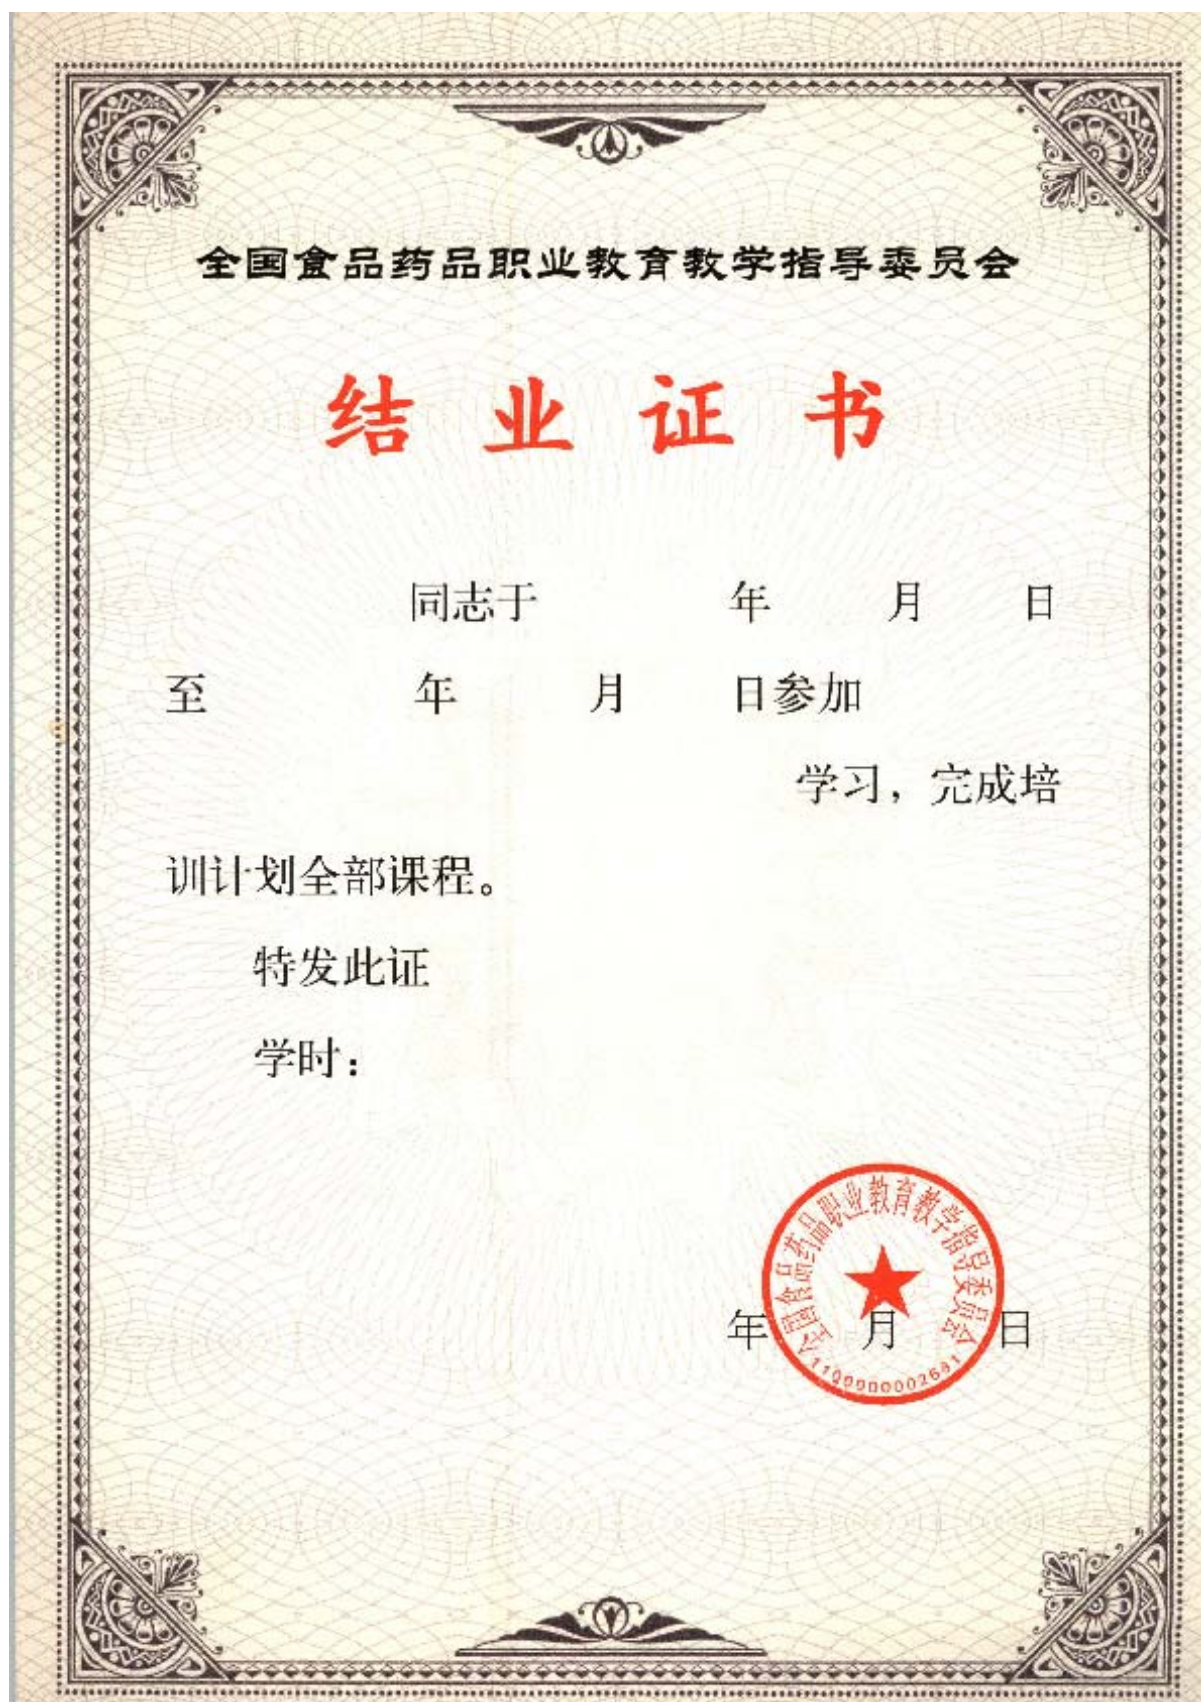 全国食品药品职业教育教学指导委员会
结 业 证 书
同志于 年 月 日
至 年 月 日参加
学习，完成培
训计划全部课程。
特发此证
学时：
全国食品药品职业教育教学指导委员会
年 月 日